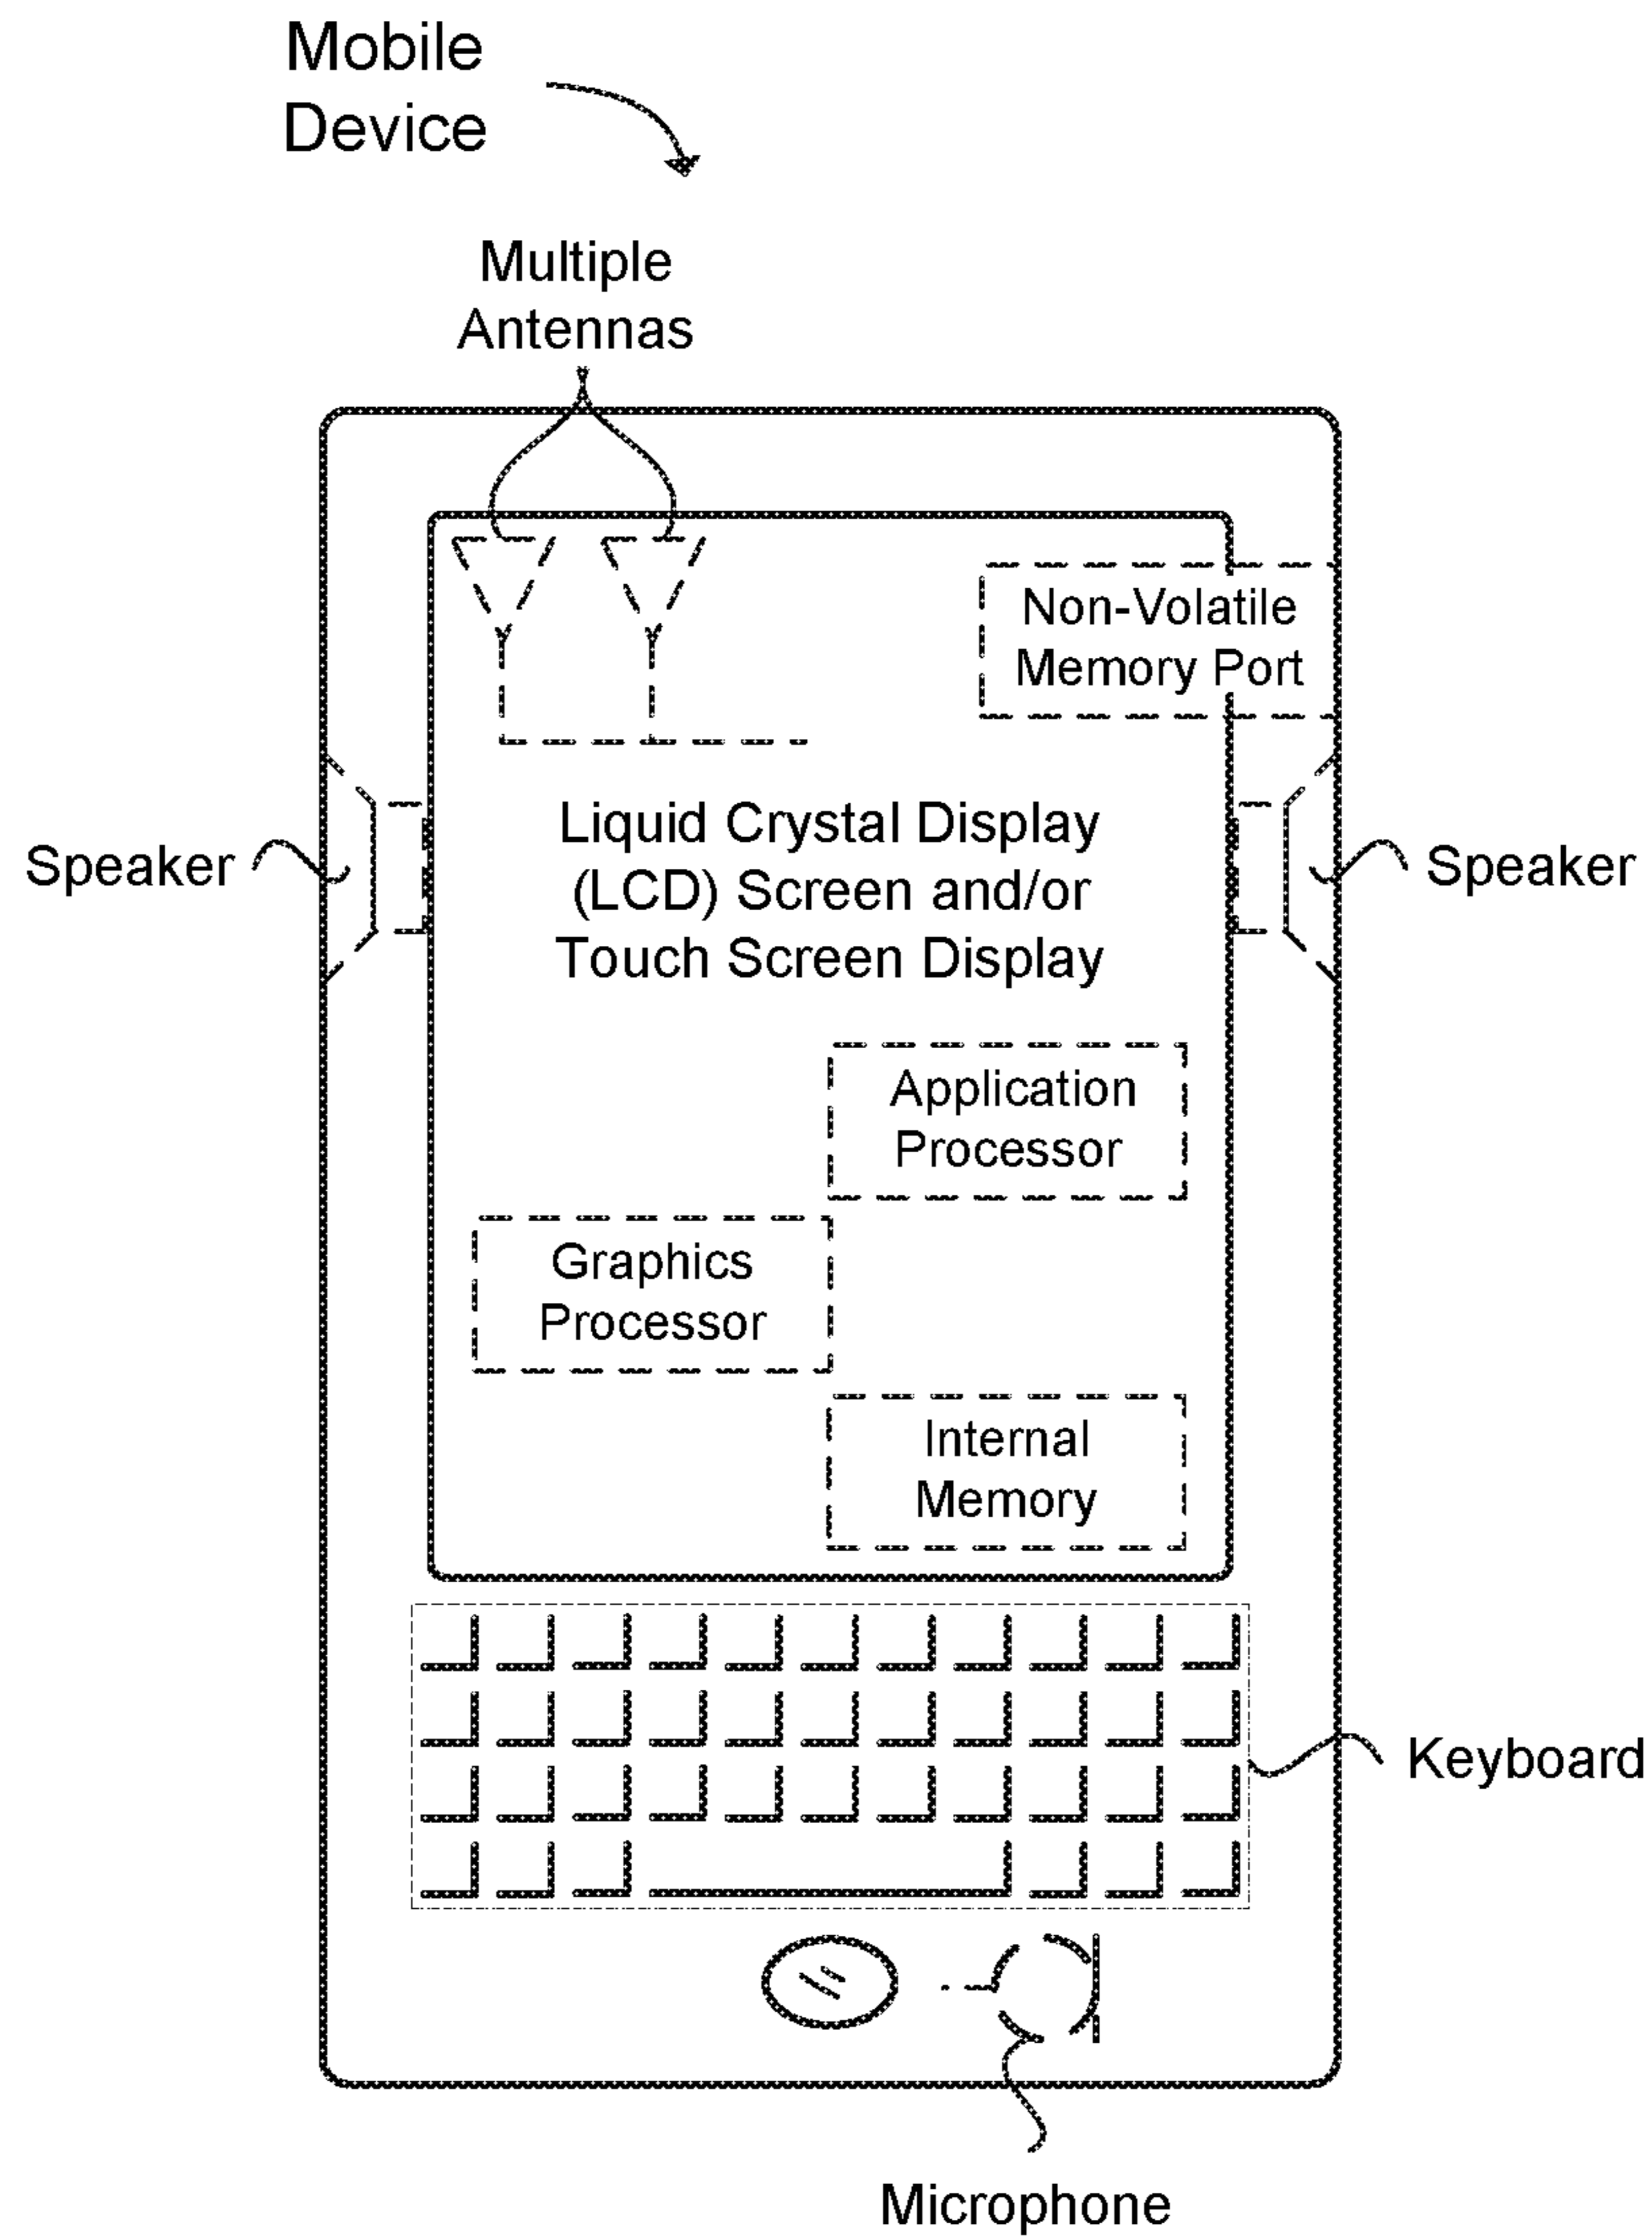 Mobile
Device
Multiple
Antennas
Non-Volatile
Memory Port
Speaker
Liquid Crystal Display
(LCD) Screen and/or
Touch Screen Display
Speaker
Application
Processor
Graphics
Processor
Internal
Memory
Keyboard
Microphone